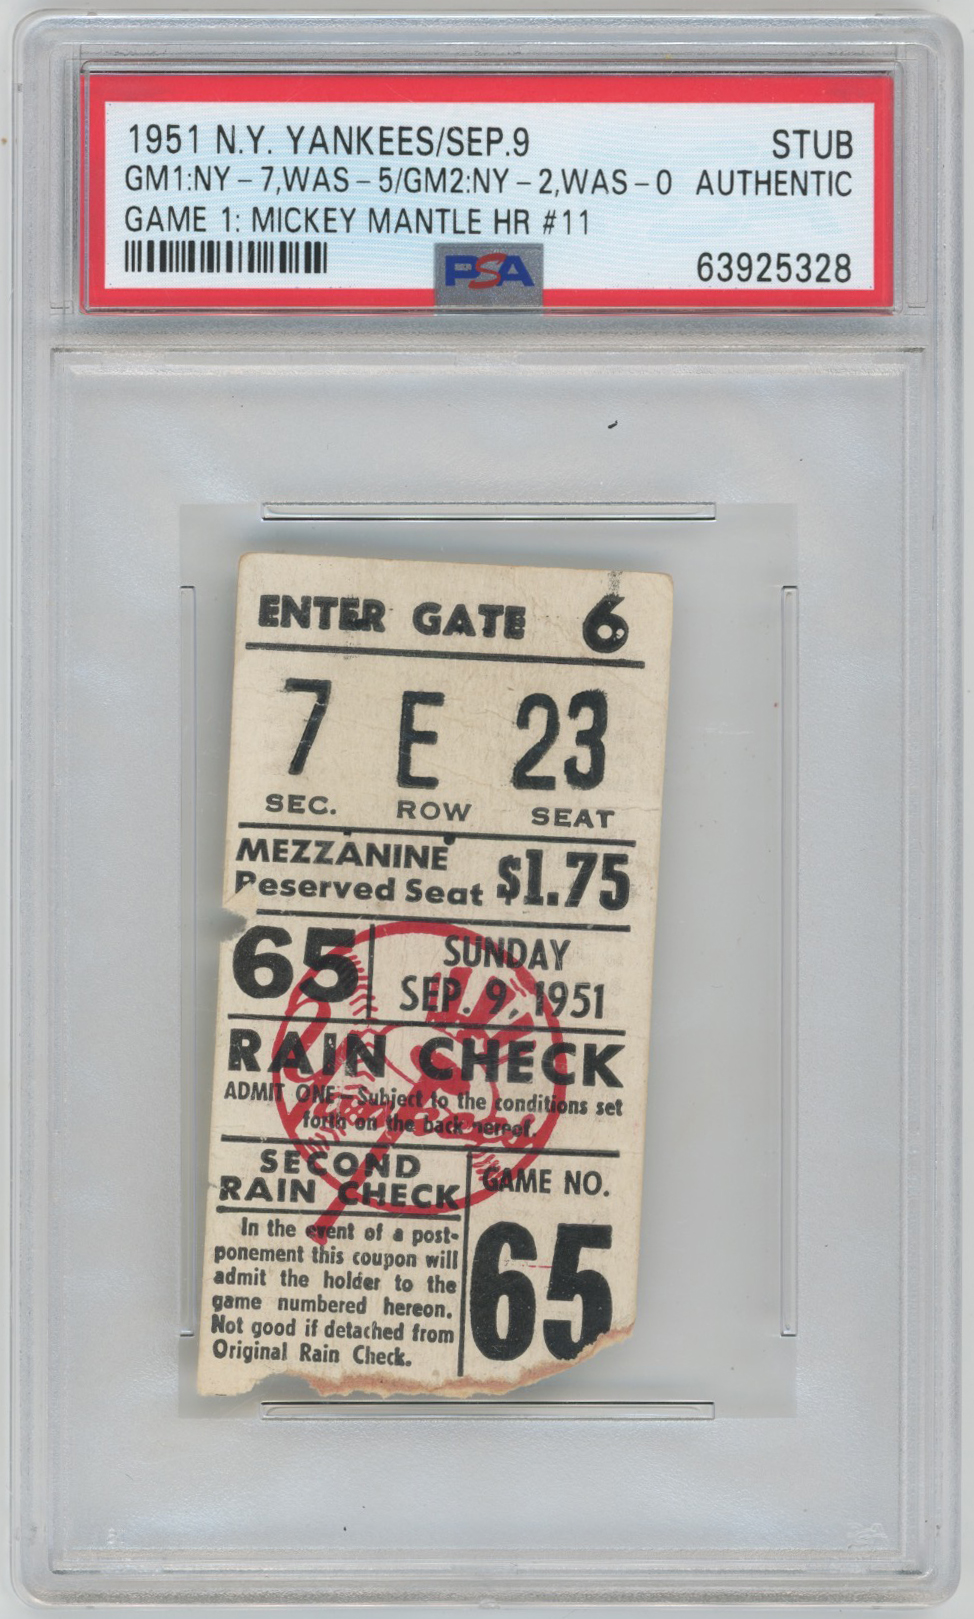 1951 N.Y. YANKEES/SEP.9 STUB
GM1:NY-7,WAS-5/GM2:NY-2,WAS-0 AUTHENTIC
GAME 1: MICKEY MANTLE HR #11
PSA 63925328
ENTER GATE 6
7 E 23
SEC. ROW SEAT
MEZZANINE
Reserved Seat $1.75
65 SUNDAY
SEP. 9, 1951
RAIN CHECK
ADMIT ONE—Subject to the conditions set
forth on the back hereof.
Yankees
SECOND
RAIN CHECK
GAME NO.
65
In the event of a post-
ponement this coupon will
admit the holder to the
game numbered hereon.
Not good if detached from
Original Rain Check.